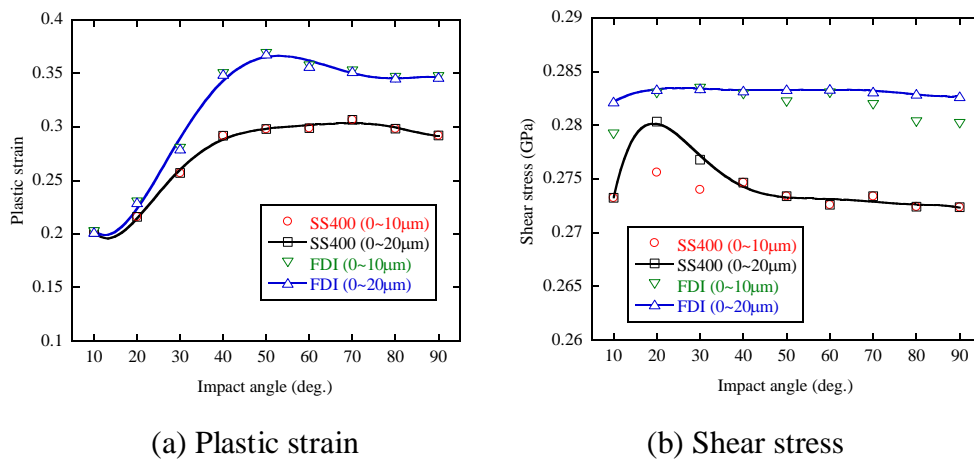 0.4
0.35
0.3
0.25
0.2
0.15
0.1
Plastic strain
SS400 (0~10μm)
SS400 (0~20μm)
FDI (0~10μm)
FDI (0~20μm)
10 20 30 40 50 60 70 80 90
Impact angle (deg.)
(a) Plastic strain
0.29
0.285
0.28
0.275
0.27
0.265
0.26
Shear stress (GPa)
SS400 (0~10μm)
SS400 (0~20μm)
FDI (0~10μm)
FDI (0~20μm)
10 20 30 40 50 60 70 80 90
Impact angle (deg.)
(b) Shear stress